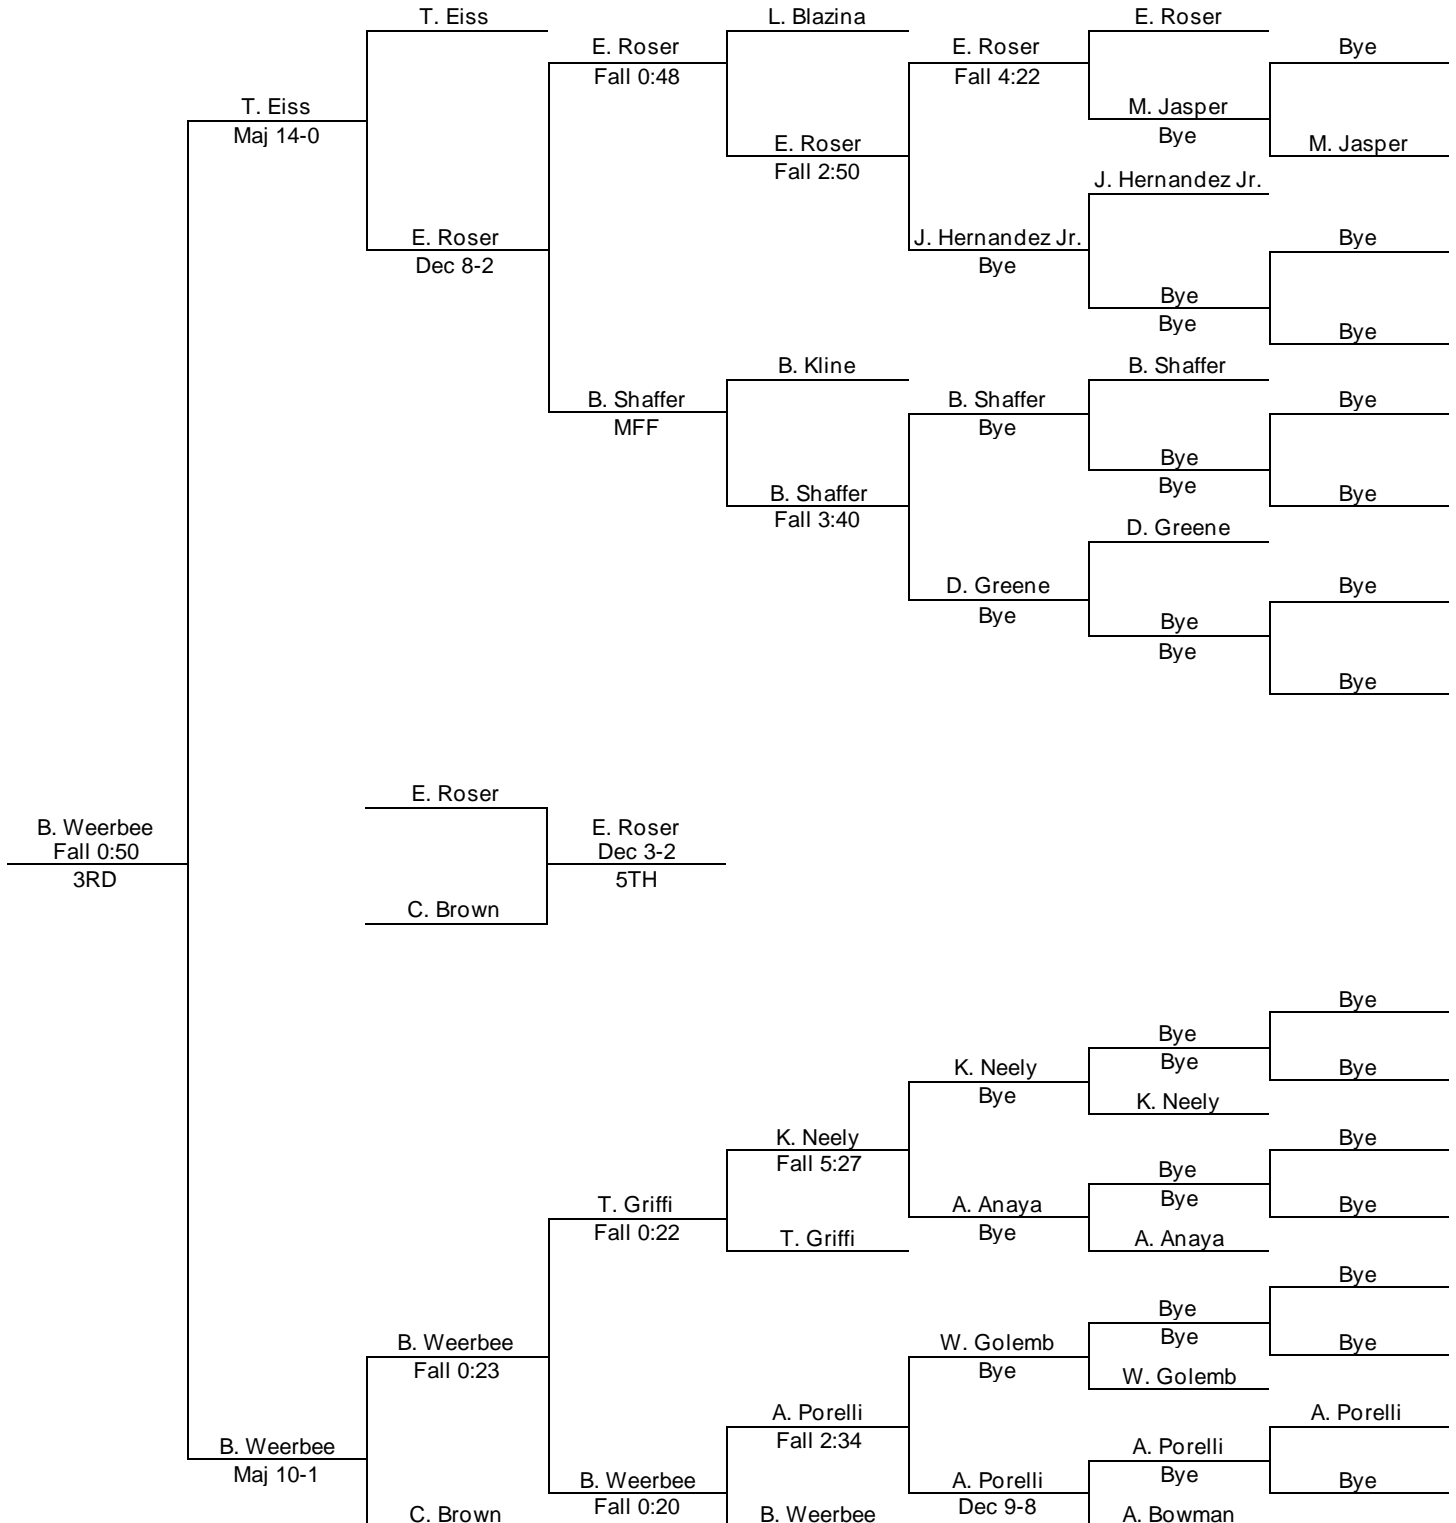 T. Eiss
L. Blazina
E. Roser
E. Roser
Fall 0:48
E. Roser
Fall 4:22
Bye
T. Eiss
Maj 14-0
M. Jasper
Bye
E. Roser
Fall 2:50
M. Jasper
J. Hernandez Jr.
E. Roser
Dec 8-2
J. Hernandez Jr.
Bye
Bye
Bye
Bye
Bye
B. Kline
B. Shaffer
B. Shaffer
MFF
B. Shaffer
Bye
Bye
Bye
Bye
B. Shaffer
Fall 3:40
Bye
D. Greene
D. Greene
Bye
Bye
Bye
Bye
Bye
E. Roser
B. Weerbee
Fall 0:50
3RD
E. Roser
Dec 3-2
5TH
C. Brown
Bye
Bye
Bye
K. Neely
Bye
Bye
K. Neely
K. Neely
Fall 5:27
Bye
Bye
Bye
T. Griffi
Fall 0:22
A. Anaya
Bye
Bye
T. Griffi
A. Anaya
Bye
Bye
Bye
B. Weerbee
Fall 0:23
W. Golemb
Bye
Bye
W. Golemb
A. Porelli
Fall 2:34
A. Porelli
B. Weerbee
Maj 10-1
A. Porelli
Bye
B. Weerbee
Fall 0:20
A. Porelli
Dec 9-8
Bye
C. Brown
B. Weerbee
A. Bowman